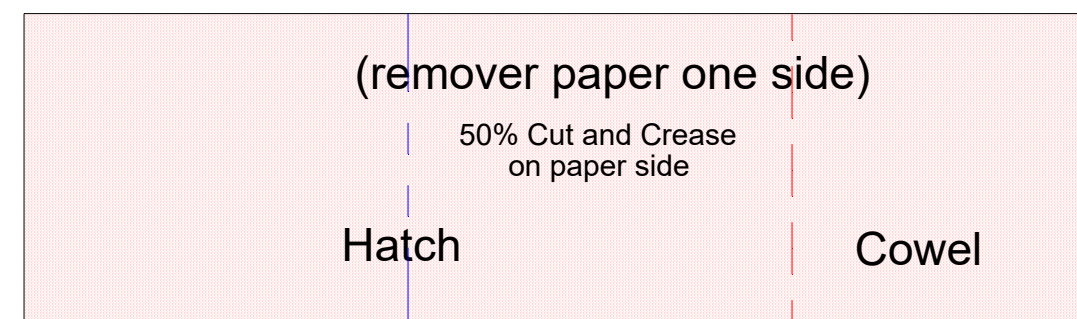 (remover paper one side)
50% Cut and Crease
on paper side
Hatch
Cowel